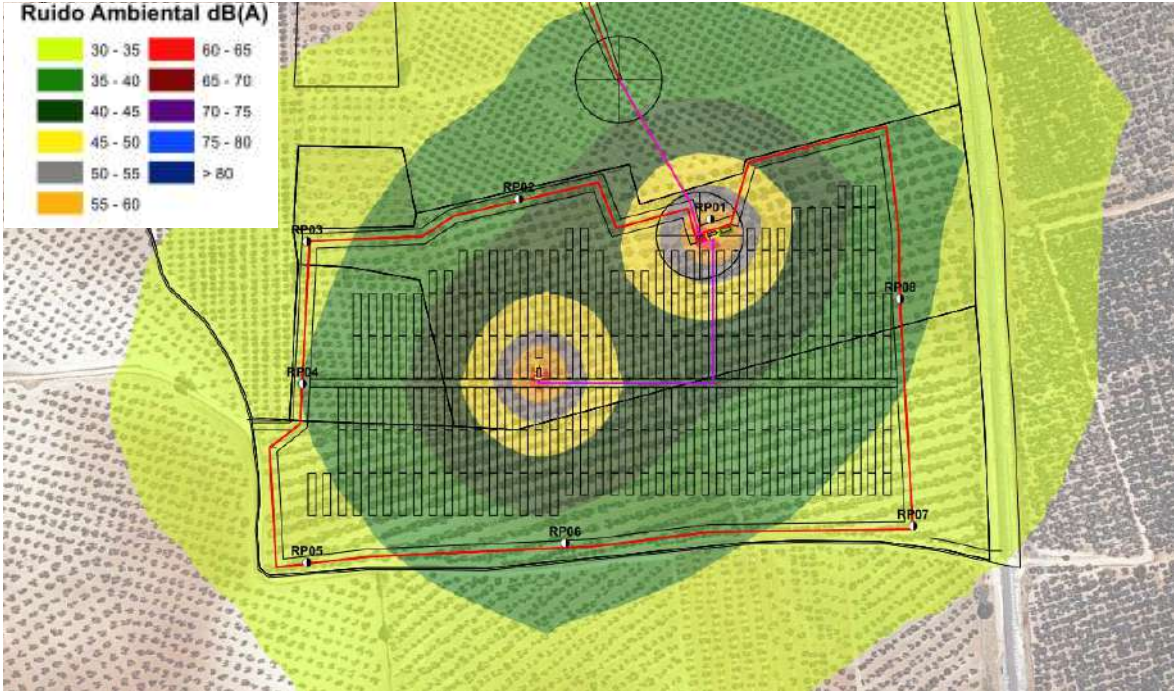 Ruido Ambiental dB(A)
30 - 35
60 - 65
35 - 40
65 - 70
40 - 45
70 - 75
45 - 50
75 - 80
50 - 55
> 80
55 - 60
RP02
RP01
RP03
RP08
RP04
RP07
RP06
RP05